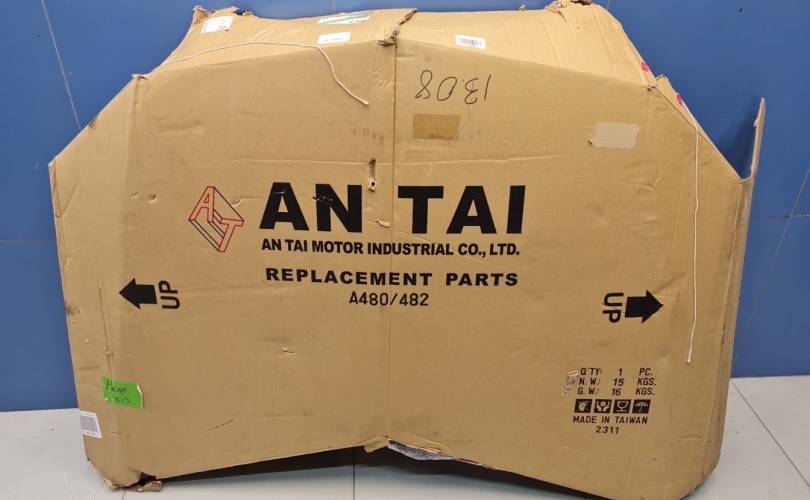 13.08
AT
AN TAI
AN TAI MOTOR INDUSTRIAL CO., LTD.
REPLACEMENT PARTS
A480/482
UP
UP
Q'TY: 1 PC.
N. W.: 15 KGS.
G. W.: 16 KGS.
MADE IN TAIWAN
2311